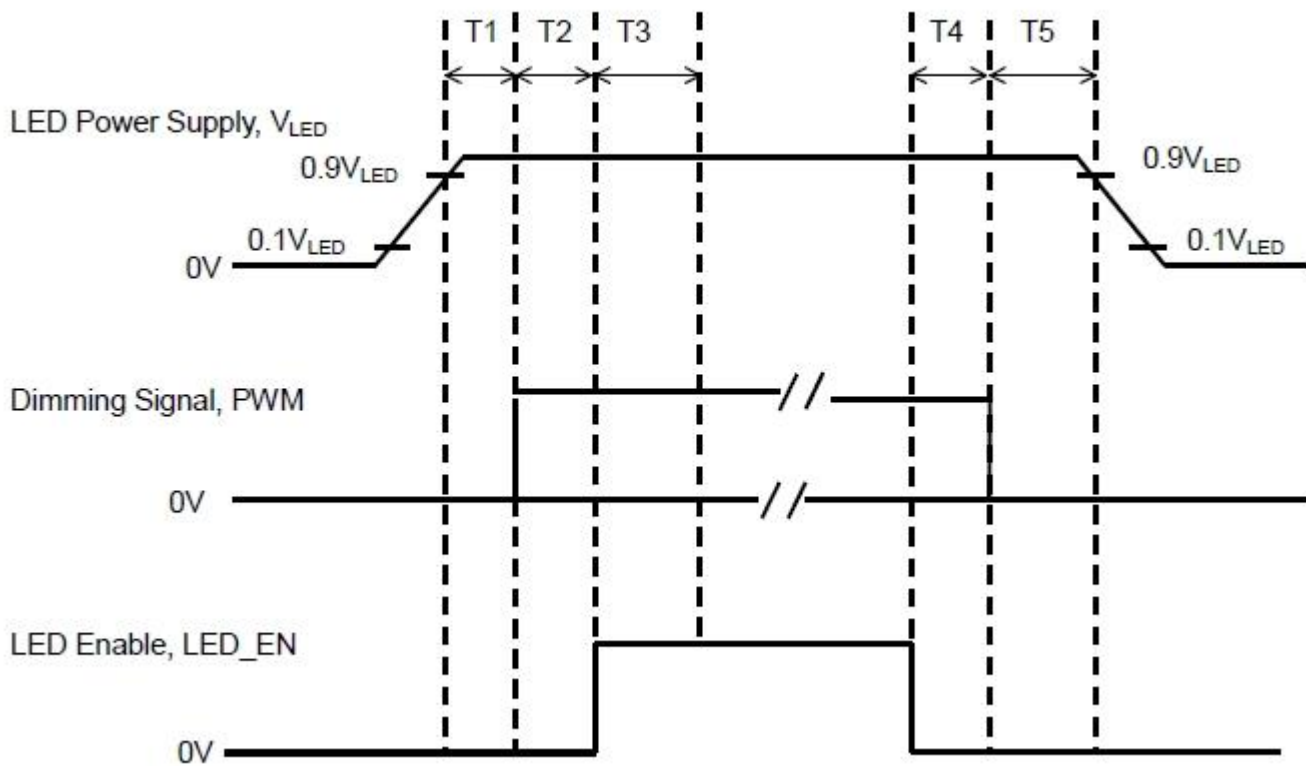 T1 T2 T3 T4 T5
LED Power Supply, VLED
0.9VLED 0.9VLED
0.1VLED 0.1VLED
0V
Dimming Signal, PWM
0V
LED Enable, LED_EN
0V